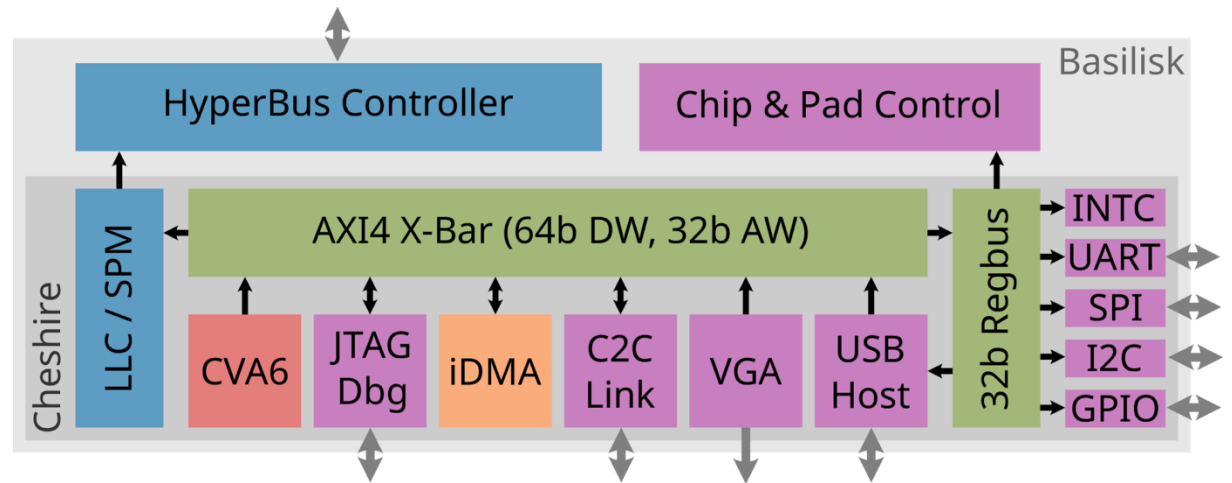 Basilisk
HyperBus Controller
Chip & Pad Control
Cheshire
LLC / SPM
AXI4 X-Bar (64b DW, 32b AW)
32b Regbus
INTC
UART
SPI
I2C
GPIO
CVA6
JTAG
Dbg
iDMA
C2C
Link
VGA
USB
Host